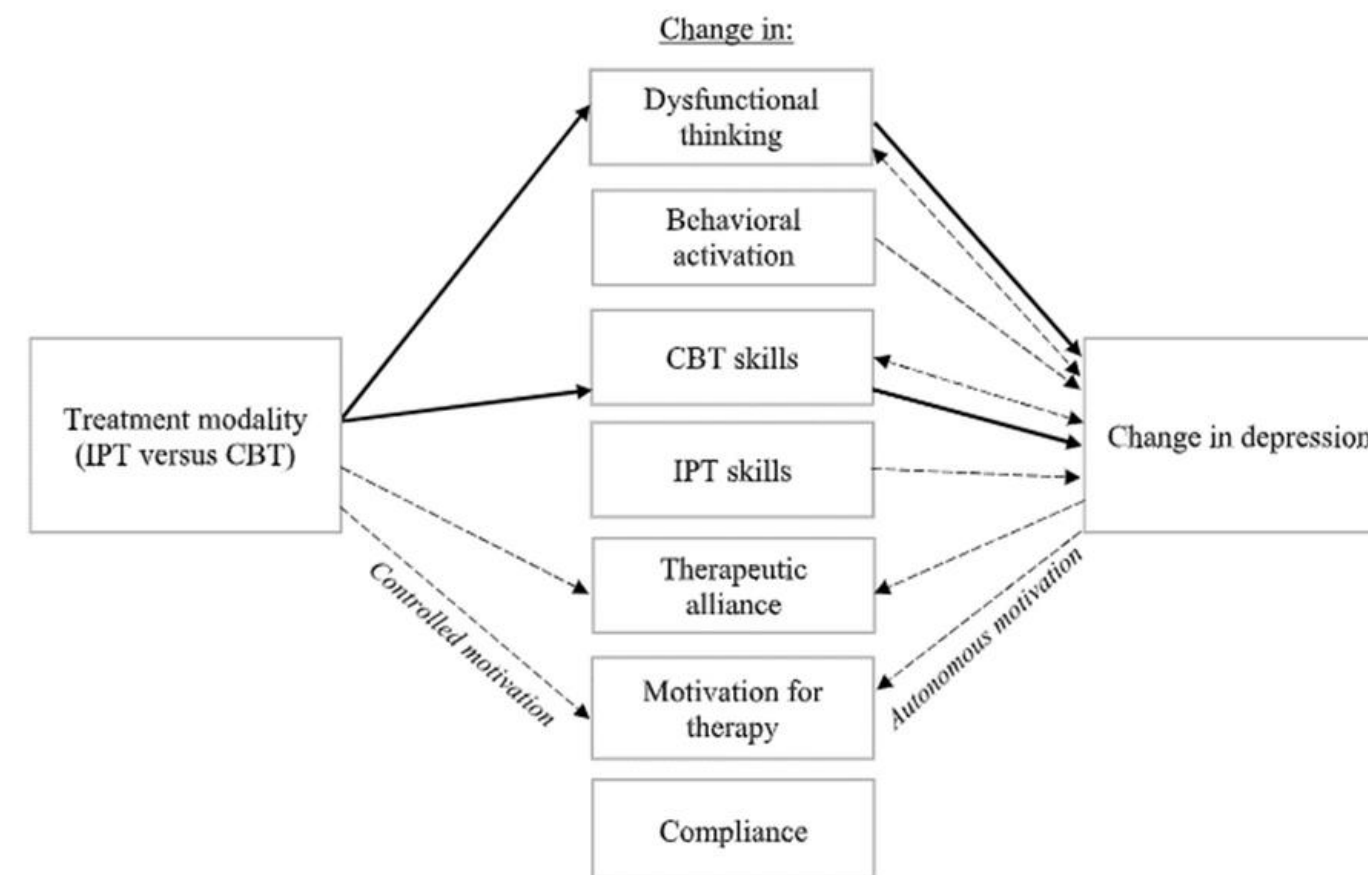 Change in:
Dysfunctional
thinking
Behavioral
activation
CBT skills
Treatment modality
(IPT versus CBT)
Change in depression
IPT skills
Therapeutic
alliance
Controlled motivation
Autonomous motivation
Motivation for
therapy
Compliance